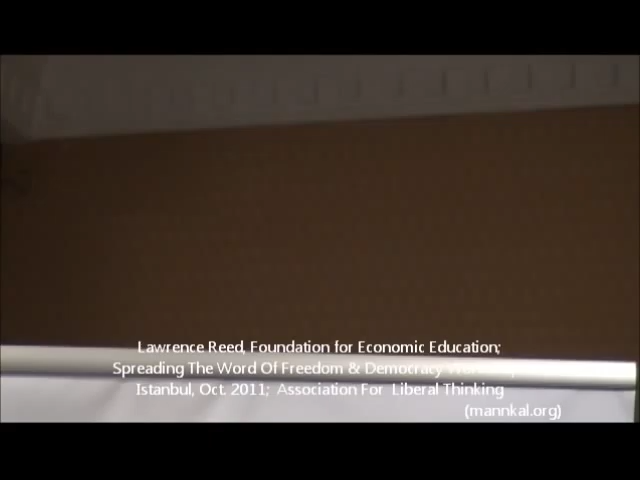 Lawrence Reed, Foundation for Economic Education;
Spreading The Word Of Freedom & Democracy
Istanbul, Oct. 2011; Association For Liberal Thinking
(mannkal.org)